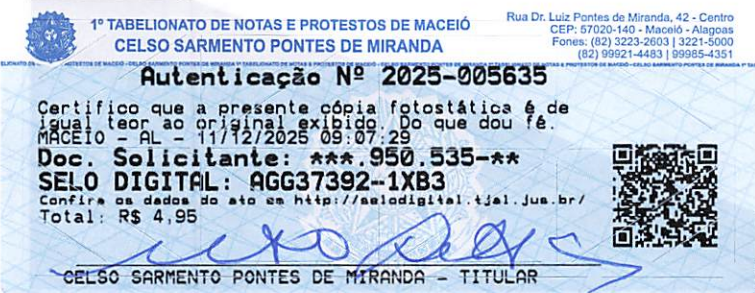 1º TABELIONATO DE NOTAS E PROTESTOS DE MACEIÓ
CELSO SARMENTO PONTES DE MIRANDA
Rua Dr. Luiz Pontes de Miranda, 42 - Centro
CEP: 57020-140 - Maceió - Alagoas
Fones: (82) 3223-2603 | 3221-5000
(82) 99921-4483 | 99985-4351
Autenticação Nº 2025-005635
Certifico que a presente cópia fotostática é de
igual teor ao original exibido. Do que dou fé.
MACEIO - AL - 11/12/2025 09:07:29
Doc. Solicitante: ***.950.535-**
SELO DIGITAL: AGG37392-1XB3
Confira os dados do ato em http://selodigital.tjal.jus.br/
Total: R$ 4,95
CELSO SARMENTO PONTES DE MIRANDA - TITULAR